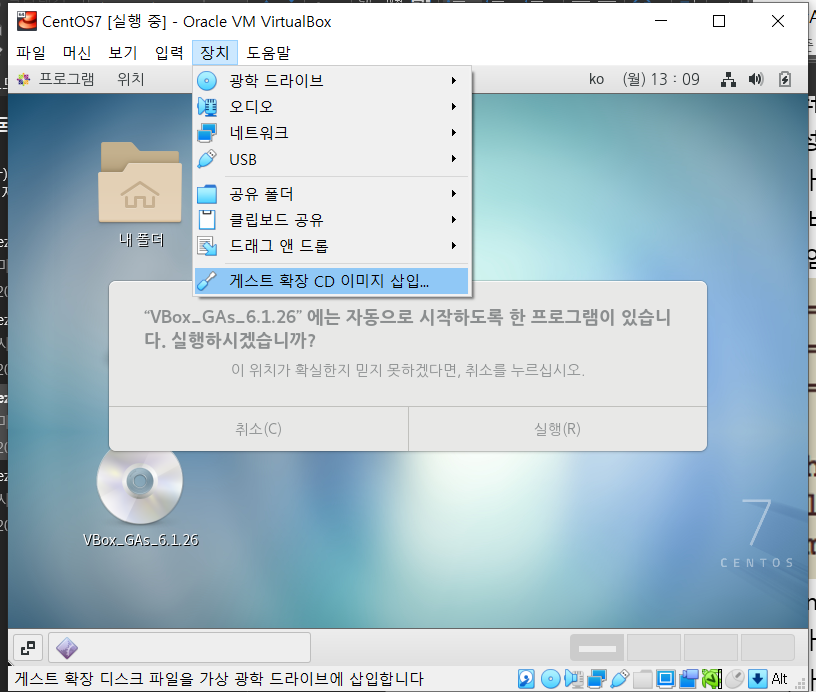 CentOS7 [실행 중] - Oracle VM VirtualBox
파일 머신 보기 입력 장치 도움말
프로그램 위치 ko (월) 13 : 09
광학 드라이브
오디오
네트워크
USB
공유 폴더
클립보드 공유
드래그 앤 드롭
게스트 확장 CD 이미지 삽입...
내 폴더
“VBox_GAs_6.1.26” 에는 자동으로 시작하도록 한 프로그램이 있습니
다. 실행하시겠습니까?
이 위치가 확실한지 믿지 못하겠다면, 취소를 누르십시오.
취소(C) 실행(R)
VBox_GAs_6.1.26
7
CENTOS
게스트 확장 디스크 파일을 가상 광학 드라이브에 삽입합니다 Alt